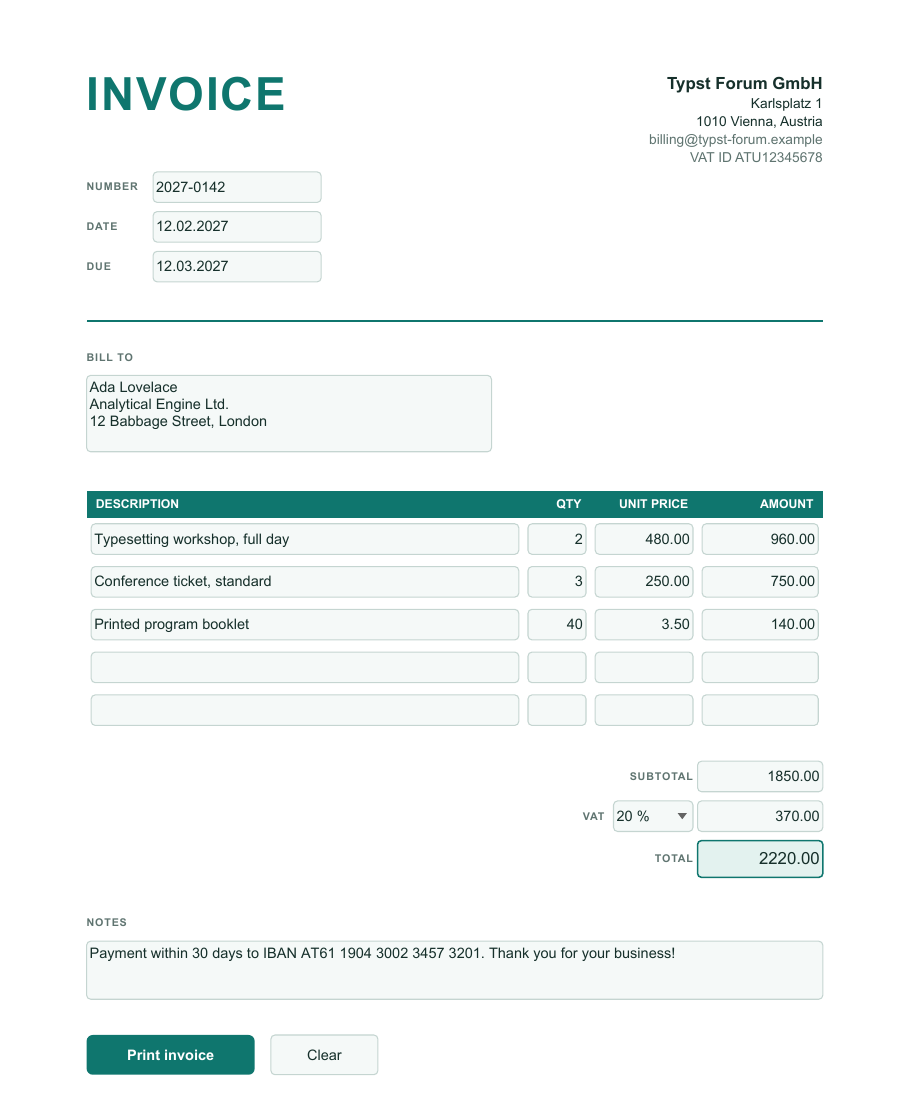 INVOICE
Typst Forum GmbH
Karlsplatz 1
1010 Vienna, Austria
billing@typst-forum.example
VAT ID ATU12345678
NUMBER 2027-0142
DATE 12.02.2027
DUE 12.03.2027
BILL TO
Ada Lovelace
Analytical Engine Ltd.
12 Babbage Street, London
DESCRIPTION QTY UNIT PRICE AMOUNT
Typesetting workshop, full day 2 480.00 960.00
Conference ticket, standard 3 250.00 750.00
Printed program booklet 40 3.50 140.00
SUBTOTAL 1850.00
VAT 20 % 370.00
TOTAL 2220.00
NOTES
Payment within 30 days to IBAN AT61 1904 3002 3457 3201. Thank you for your business!
Print invoice Clear